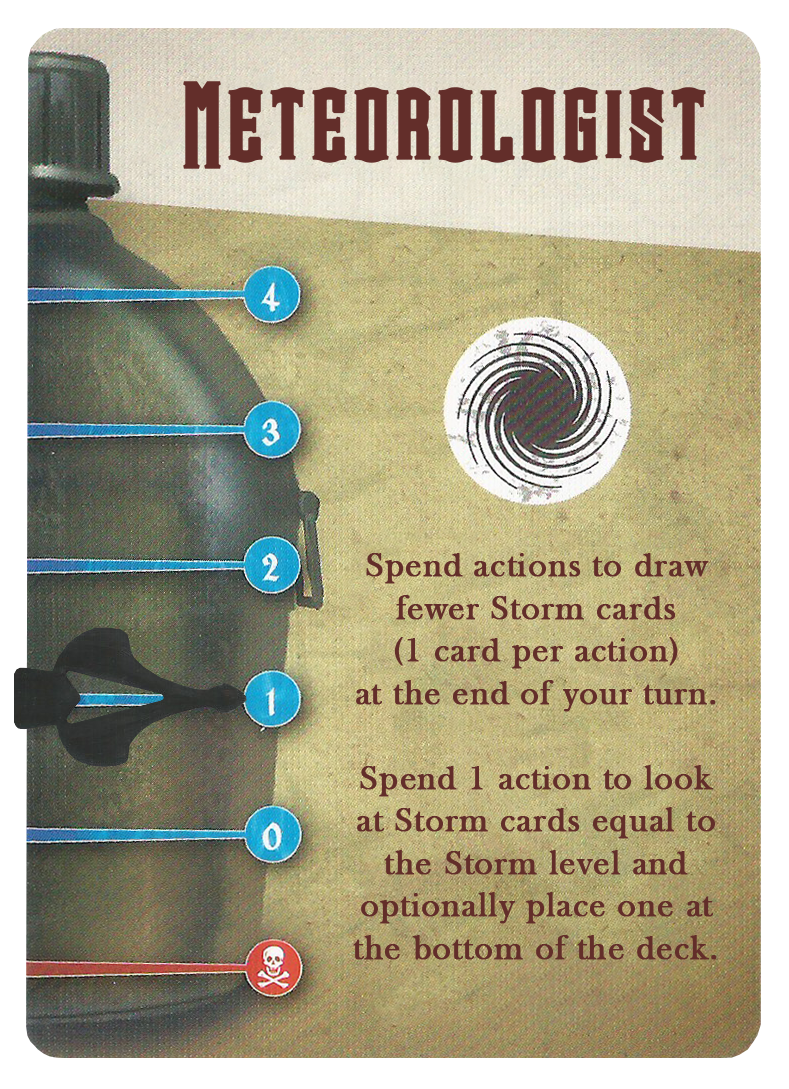 Meteorologist
4
3
2
1
0
Spend actions to draw
fewer Storm cards
(1 card per action)
at the end of your turn.
Spend 1 action to look
at Storm cards equal to
the Storm level and
optionally place one at
the bottom of the deck.